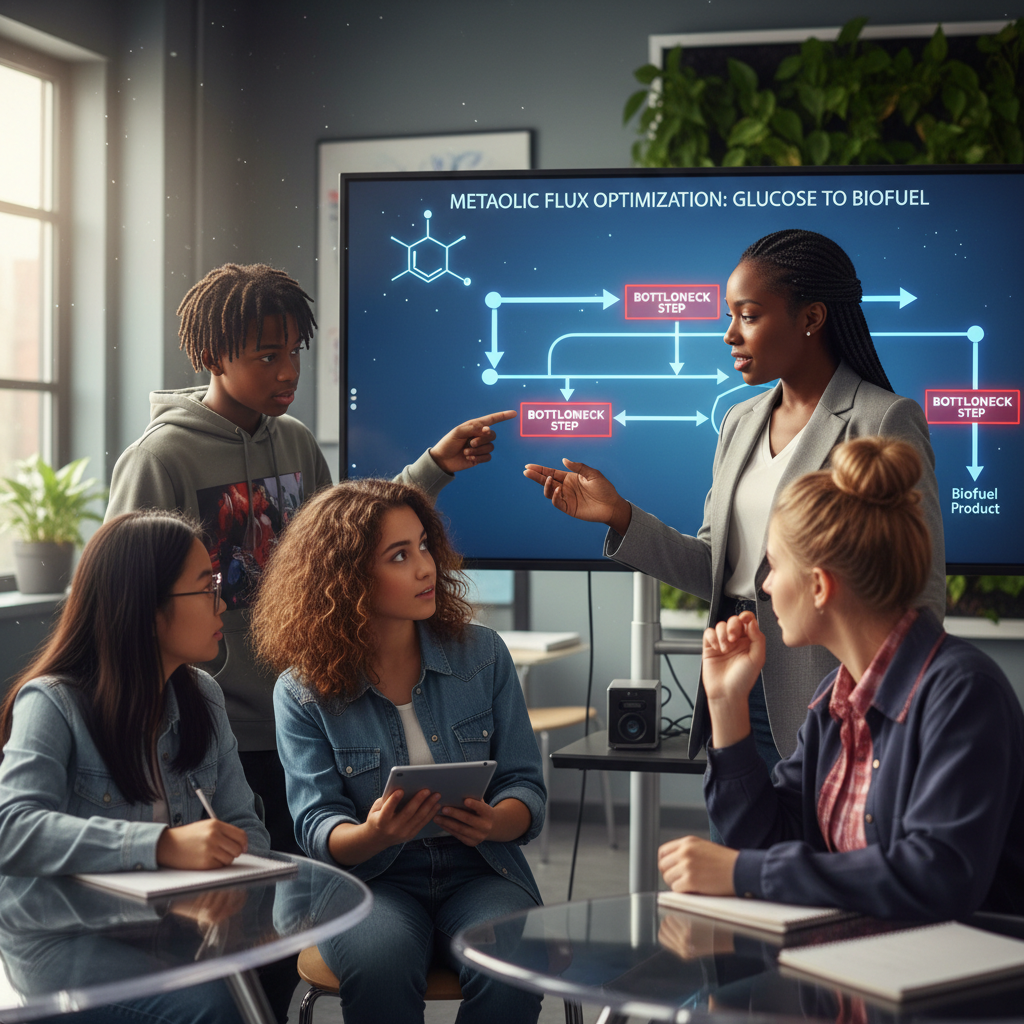 METAOLIC FLUX OPTIMIZATION: GLUCOSE TO BIOFUEL
BOTTLONECK
STEP
BOTTLONECK
STEP
BOTTLONECK
STEP
Biofuel
Product